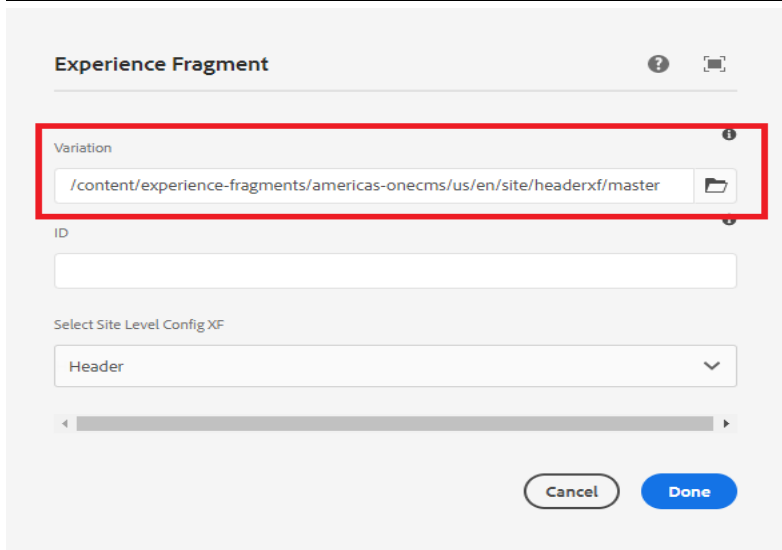 Experience Fragment
Variation
/content/experience-fragments/americas-onecms/us/en/site/headerxf/master
ID
Select Site Level Config XF
Header
Cancel
Done